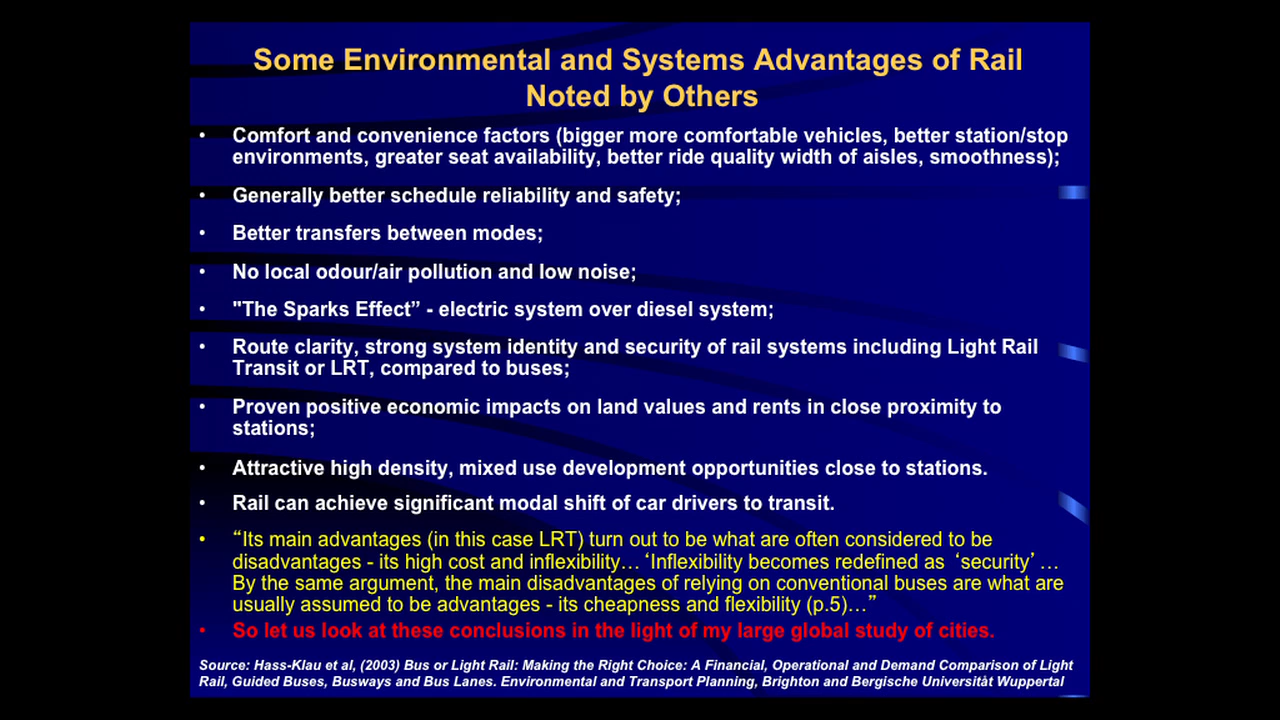 Some Environmental and Systems Advantages of Rail
Noted by Others
• Comfort and convenience factors (bigger more comfortable vehicles, better station/stop
environments, greater seat availability, better ride quality width of aisles, smoothness);
• Generally better schedule reliability and safety;
• Better transfers between modes;
• No local odour/air pollution and low noise;
• "The Sparks Effect” - electric system over diesel system;
• Route clarity, strong system identity and security of rail systems including Light Rail
Transit or LRT, compared to buses;
• Proven positive economic impacts on land values and rents in close proximity to
stations;
• Attractive high density, mixed use development opportunities close to stations.
• Rail can achieve significant modal shift of car drivers to transit.
• “Its main advantages (in this case LRT) turn out to be what are often considered to be
disadvantages - its high cost and inflexibility… ‘Inflexibility becomes redefined as ‘security’ …
By the same argument, the main disadvantages of relying on conventional buses are what are
usually assumed to be advantages - its cheapness and flexibility (p.5)…”
• So let us look at these conclusions in the light of my large global study of cities.
Source: Hass-Klau et al, (2003) Bus or Light Rail: Making the Right Choice: A Financial, Operational and Demand Comparison of Light
Rail, Guided Buses, Busways and Bus Lanes. Environmental and Transport Planning, Brighton and Bergische Universitàt Wuppertal